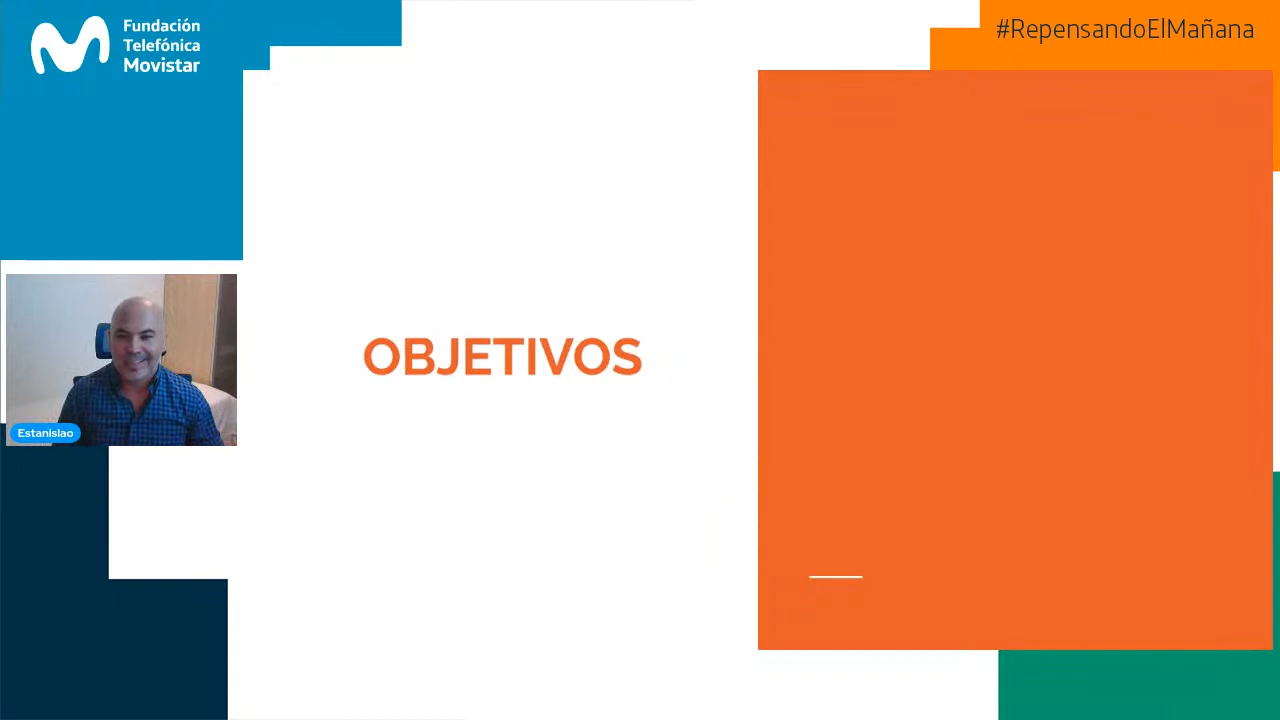 Fundación
Telefónica
Movistar
#RepensandoElMañana
OBJETIVOS
Estanislao